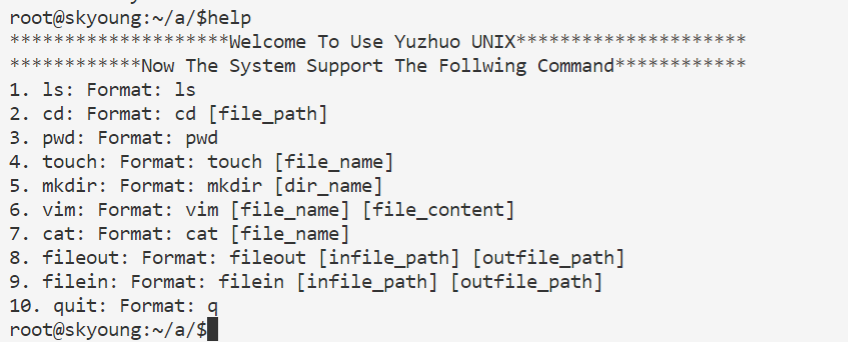 root@skyoung:~/a/$help
********************Welcome To Use Yuzhuo UNIX*********************
************Now The System Support The Follwing Command************
1. ls: Format: ls
2. cd: Format: cd [file_path]
3. pwd: Format: pwd
4. touch: Format: touch [file_name]
5. mkdir: Format: mkdir [dir_name]
6. vim: Format: vim [file_name] [file_content]
7. cat: Format: cat [file_name]
8. fileout: Format: fileout [infile_path] [outfile_path]
9. filein: Format: filein [infile_path] [outfile_path]
10. quit: Format: q
root@skyoung:~/a/$